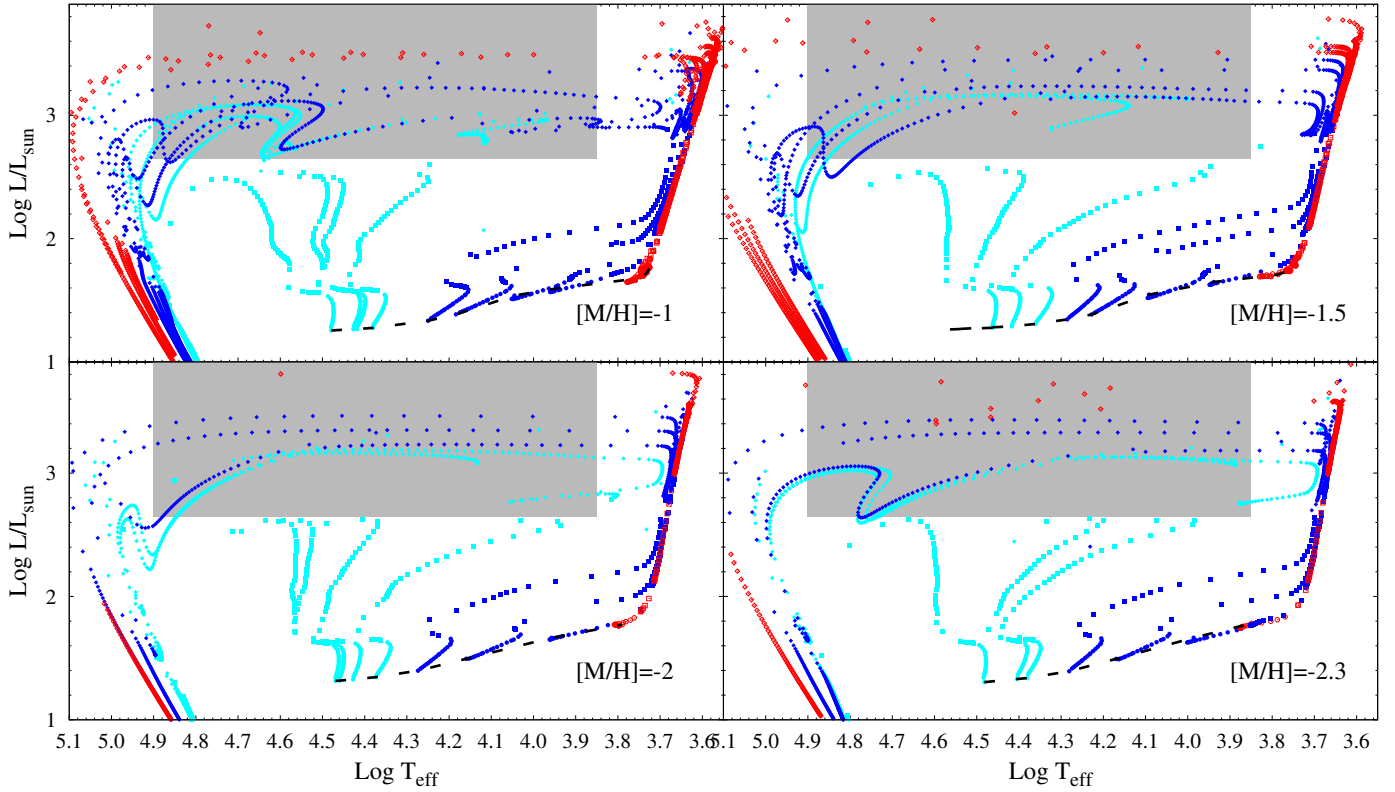 3
2
1
Log L/L_sun
[M/H]=-1
[M/H]=-1.5
3
2
1
Log L/L_sun
[M/H]=-2
[M/H]=-2.3
5.1 5.0 4.9 4.8 4.7 4.6 4.5 4.4 4.3 4.2 4.1 4.0 3.9 3.8 3.7 3.6
5.1 5.0 4.9 4.8 4.7 4.6 4.5 4.4 4.3 4.2 4.1 4.0 3.9 3.8 3.7 3.6
Log T_eff
Log T_eff